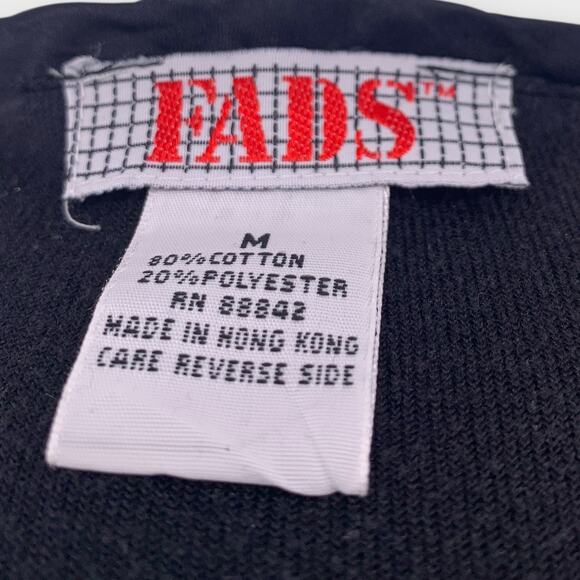 FADS™
M
80%COTTON
20%POLYESTER
RN 88842
MADE IN HONG KONG
CARE REVERSE SIDE